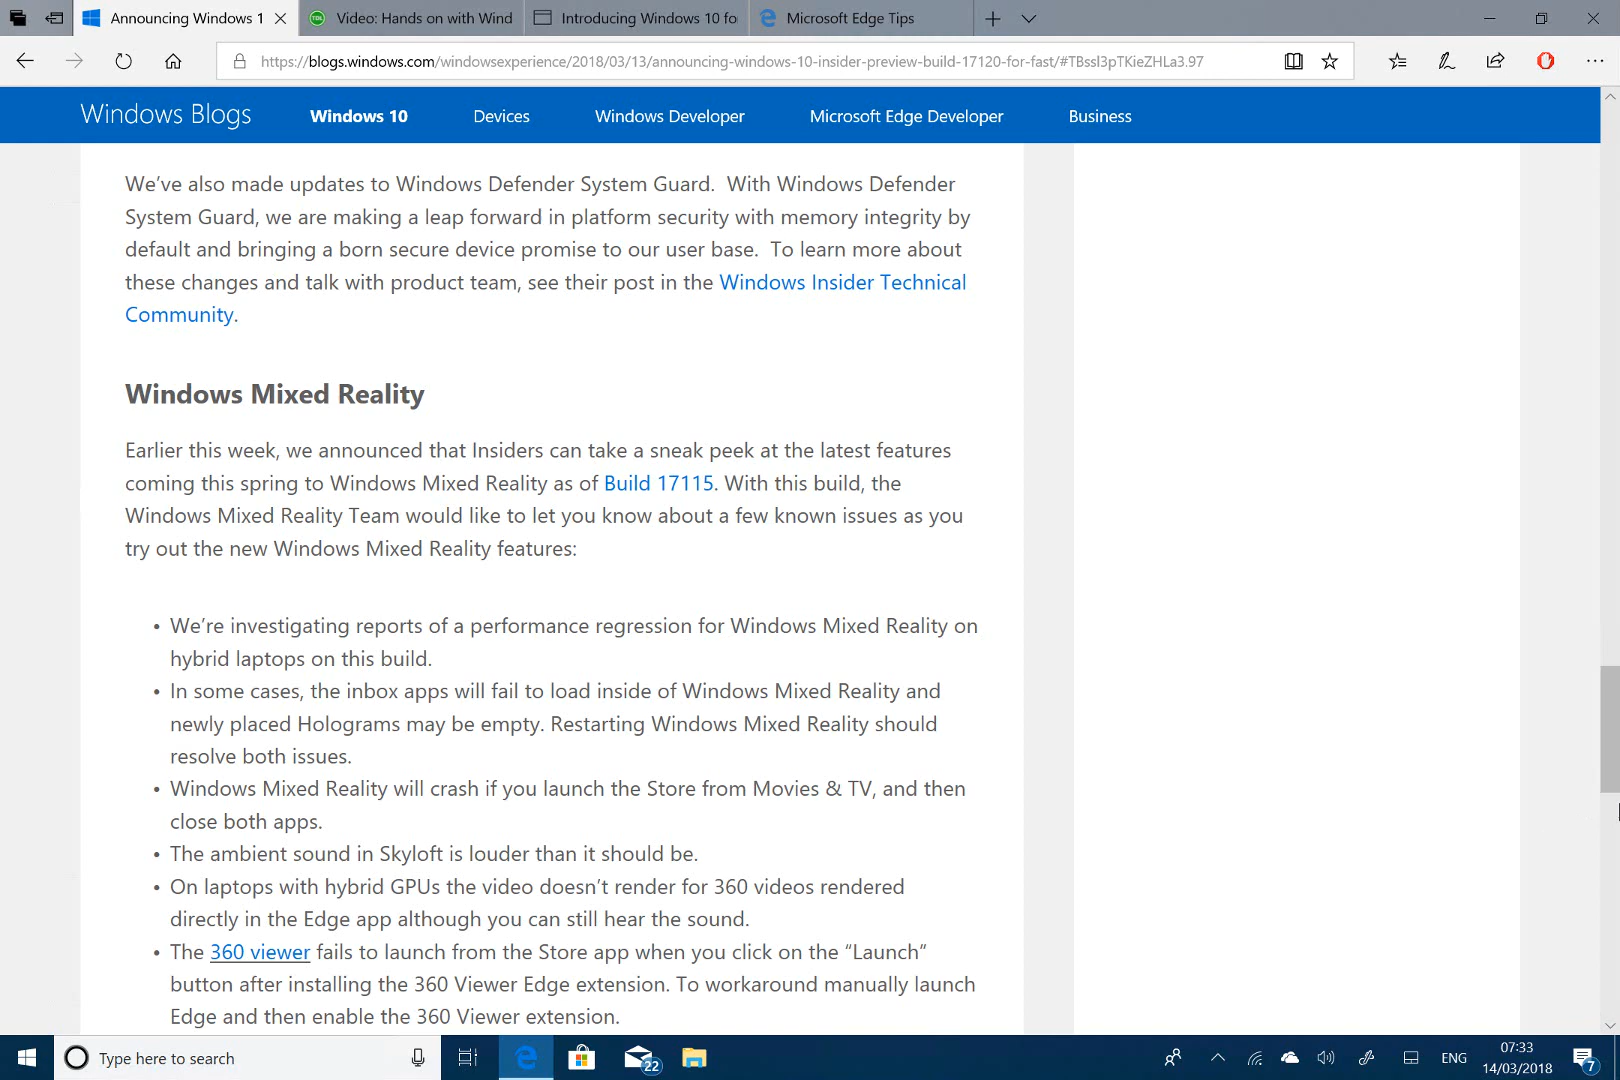 Announcing Windows 1
Video: Hands on with Wind
Introducing Windows 10 fo
Microsoft Edge Tips
https://blogs.windows.com/windowsexperience/2018/03/13/announcing-windows-10-insider-preview-build-17120-for-fast/#TBssl3pTKieZHLa3.97
Windows Blogs Windows 10 Devices Windows Developer Microsoft Edge Developer Business
We’ve also made updates to Windows Defender System Guard.  With Windows Defender
System Guard, we are making a leap forward in platform security with memory integrity by
default and bringing a born secure device promise to our user base.  To learn more about
these changes and talk with product team, see their post in the Windows Insider Technical
Community.
Windows Mixed Reality
Earlier this week, we announced that Insiders can take a sneak peek at the latest features
coming this spring to Windows Mixed Reality as of Build 17115. With this build, the
Windows Mixed Reality Team would like to let you know about a few known issues as you
try out the new Windows Mixed Reality features:
• We’re investigating reports of a performance regression for Windows Mixed Reality on
hybrid laptops on this build.
• In some cases, the inbox apps will fail to load inside of Windows Mixed Reality and
newly placed Holograms may be empty. Restarting Windows Mixed Reality should
resolve both issues.
• Windows Mixed Reality will crash if you launch the Store from Movies & TV, and then
close both apps.
• The ambient sound in Skyloft is louder than it should be.
• On laptops with hybrid GPUs the video doesn’t render for 360 videos rendered
directly in the Edge app although you can still hear the sound.
• The 360 viewer fails to launch from the Store app when you click on the “Launch”
button after installing the 360 Viewer Edge extension. To workaround manually launch
Edge and then enable the 360 Viewer extension.
Type here to search
22
ENG
07:33
14/03/2018
7